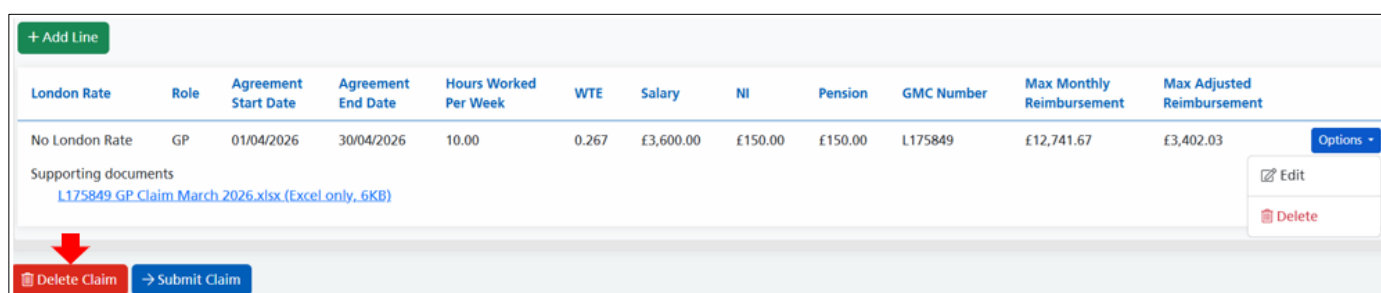 + Add Line
London Rate Role Agreement Start Date Agreement End Date Hours Worked Per Week WTE Salary NI Pension GMC Number Max Monthly Reimbursement Max Adjusted Reimbursement
No London Rate GP 01/04/2026 30/04/2026 10.00 0.267 £3,600.00 £150.00 £150.00 L175849 £12,741.67 £3,402.03 Options
Supporting documents
L175849 GP Claim March 2026.xlsx (Excel only, 6KB)
Edit
Delete
Delete Claim → Submit Claim